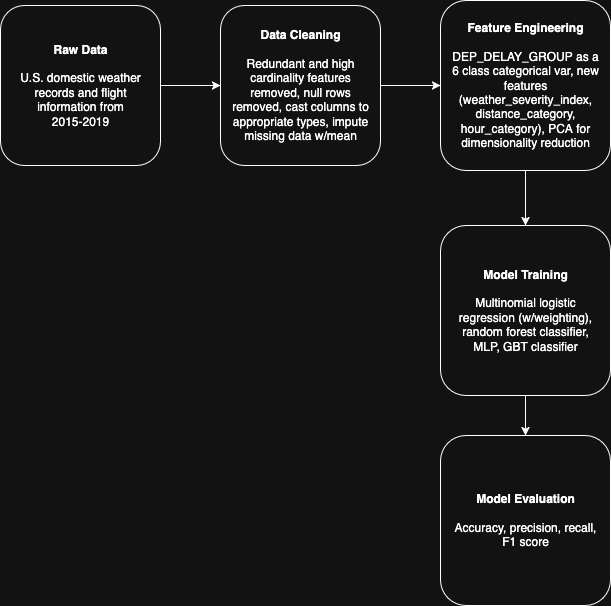 Raw Data
U.S. domestic weather
records and flight
information from
2015-2019
Data Cleaning
Redundant and high
cardinality features
removed, null rows
removed, cast columns to
appropriate types, impute
missing data w/mean
Feature Engineering
DEP_DELAY_GROUP as a
6 class categorical var, new
features
(weather_severity_index,
distance_category,
hour_category), PCA for
dimensionality reduction
Model Training
Multinomial logistic
regression (w/weighting),
random forest classifier,
MLP, GBT classifier
Model Evaluation
Accuracy, precision, recall,
F1 score